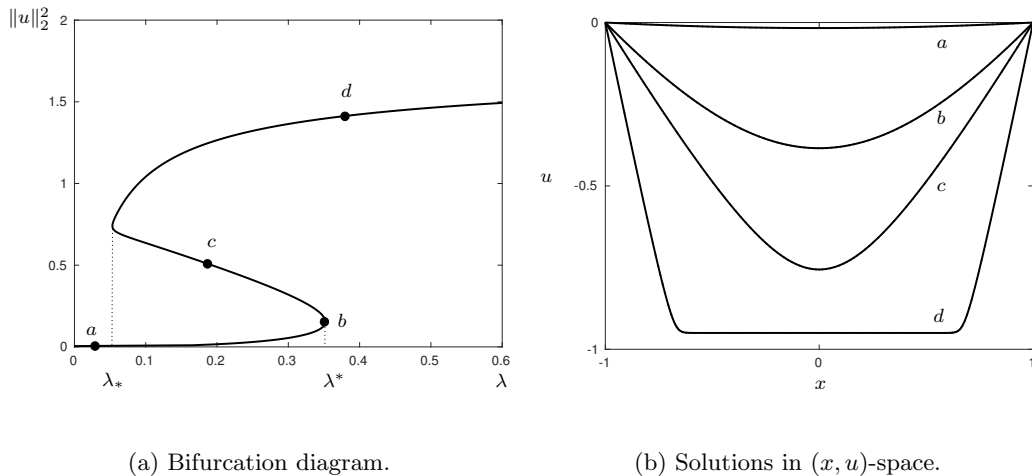 ‖u‖₂²
2
1.5
1
0.5
0
d
c
b
a
0 0.1 0.2 0.3 0.4 0.5 0.6
λ_* λ^* λ
(a) Bifurcation diagram.
0
-0.5
-1
u
a
b
c
d
-1 0 1
x
(b) Solutions in (x, u)-space.